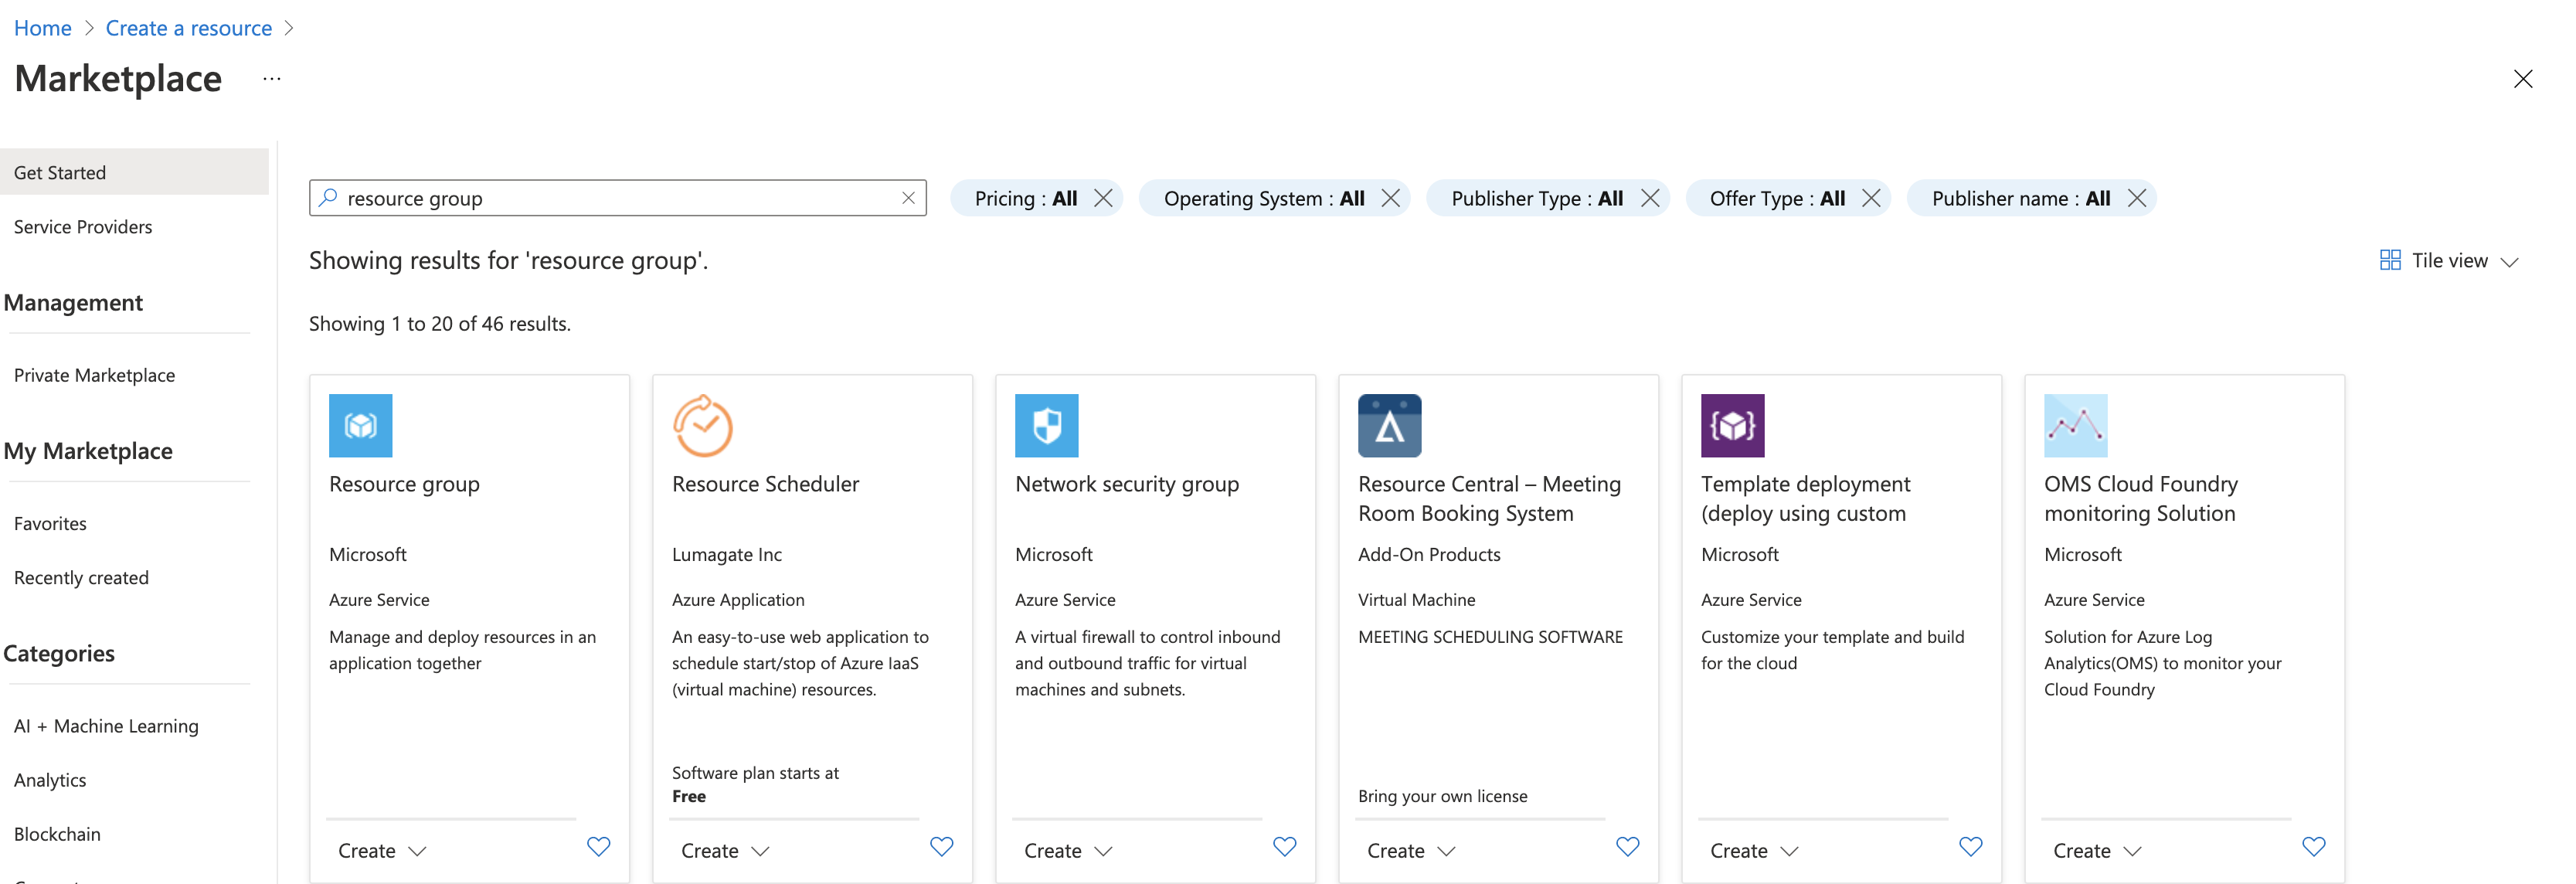 Home > Create a resource >
Marketplace ...
Get Started
Service Providers
Management
Private Marketplace
My Marketplace
Favorites
Recently created
Categories
AI + Machine Learning
Analytics
Blockchain
resource group
Pricing : All
Operating System : All
Publisher Type : All
Offer Type : All
Publisher name : All
Showing results for 'resource group'.
Tile view
Showing 1 to 20 of 46 results.
Resource group
Microsoft
Azure Service
Manage and deploy resources in an
application together
Create
Resource Scheduler
Lumagate Inc
Azure Application
An easy-to-use web application to
schedule start/stop of Azure IaaS
(virtual machine) resources.
Software plan starts at
Free
Create
Network security group
Microsoft
Azure Service
A virtual firewall to control inbound
and outbound traffic for virtual
machines and subnets.
Create
Resource Central – Meeting
Room Booking System
Add-On Products
Virtual Machine
MEETING SCHEDULING SOFTWARE
Bring your own license
Create
Template deployment
(deploy using custom
Microsoft
Azure Service
Customize your template and build
for the cloud
Create
OMS Cloud Foundry
monitoring Solution
Microsoft
Azure Service
Solution for Azure Log
Analytics(OMS) to monitor your
Cloud Foundry
Create